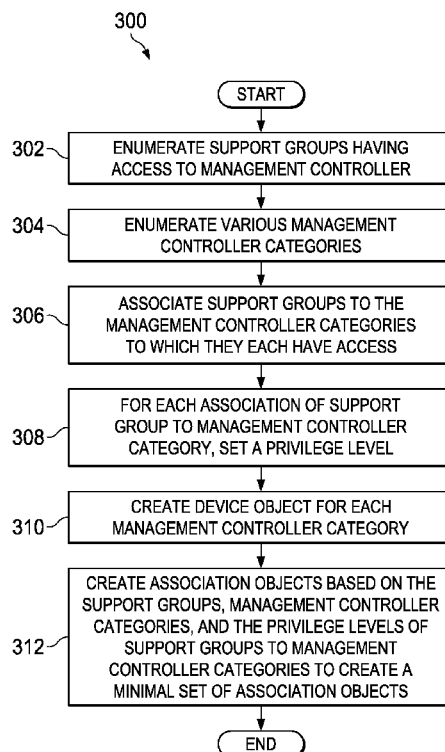 300
START
302
ENUMERATE SUPPORT GROUPS HAVING
ACCESS TO MANAGEMENT CONTROLLER
304
ENUMERATE VARIOUS MANAGEMENT
CONTROLLER CATEGORIES
306
ASSOCIATE SUPPORT GROUPS TO THE
MANAGEMENT CONTROLLER CATEGORIES
TO WHICH THEY EACH HAVE ACCESS
308
FOR EACH ASSOCIATION OF SUPPORT
GROUP TO MANAGEMENT CONTROLLER
CATEGORY, SET A PRIVILEGE LEVEL
310
CREATE DEVICE OBJECT FOR EACH
MANAGEMENT CONTROLLER CATEGORY
312
CREATE ASSOCIATION OBJECTS BASED ON THE
SUPPORT GROUPS, MANAGEMENT CONTROLLER
CATEGORIES, AND THE PRIVILEGE LEVELS OF
SUPPORT GROUPS TO MANAGEMENT
CONTROLLER CATEGORIES TO CREATE A
MINIMAL SET OF ASSOCIATION OBJECTS
END